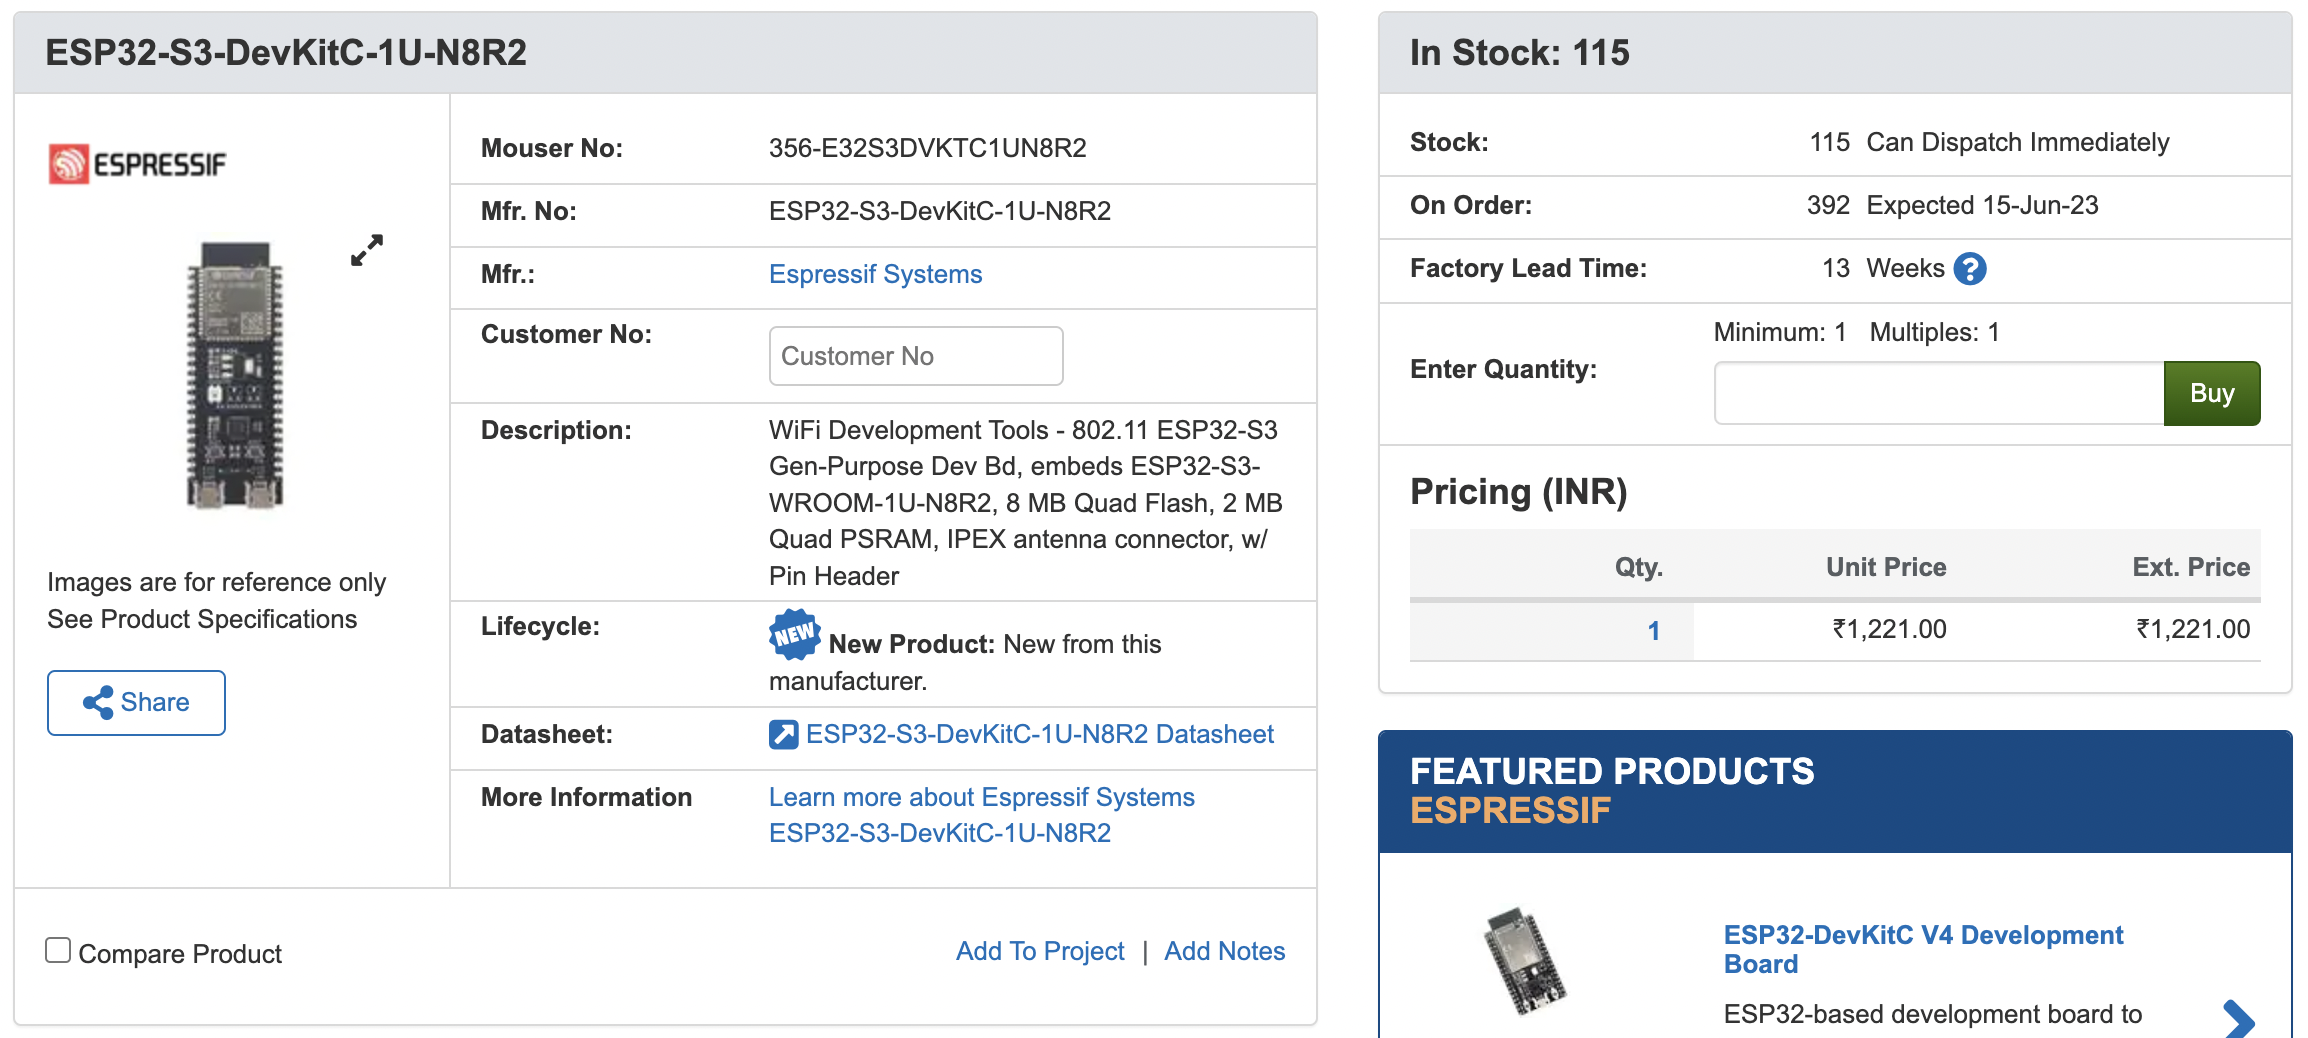 ESP32-S3-DevKitC-1U-N8R2
ESPRESSIF
Images are for reference only
See Product Specifications
Share
Mouser No: 356-E32S3DVKTC1UN8R2
Mfr. No: ESP32-S3-DevKitC-1U-N8R2
Mfr.: Espressif Systems
Customer No: Customer No
Description: WiFi Development Tools - 802.11 ESP32-S3
Gen-Purpose Dev Bd, embeds ESP32-S3-
WROOM-1U-N8R2, 8 MB Quad Flash, 2 MB
Quad PSRAM, IPEX antenna connector, w/
Pin Header
Lifecycle: NEW New Product: New from this
manufacturer.
Datasheet: ESP32-S3-DevKitC-1U-N8R2 Datasheet
More Information Learn more about Espressif Systems
ESP32-S3-DevKitC-1U-N8R2
Compare Product Add To Project | Add Notes
In Stock: 115
Stock: 115 Can Dispatch Immediately
On Order: 392 Expected 15-Jun-23
Factory Lead Time: 13 Weeks ?
Minimum: 1 Multiples: 1
Enter Quantity: Buy
Pricing (INR)
Qty. Unit Price Ext. Price
1 ₹1,221.00 ₹1,221.00
FEATURED PRODUCTS
ESPRESSIF
ESP32-DevKitC V4 Development
Board
ESP32-based development board to